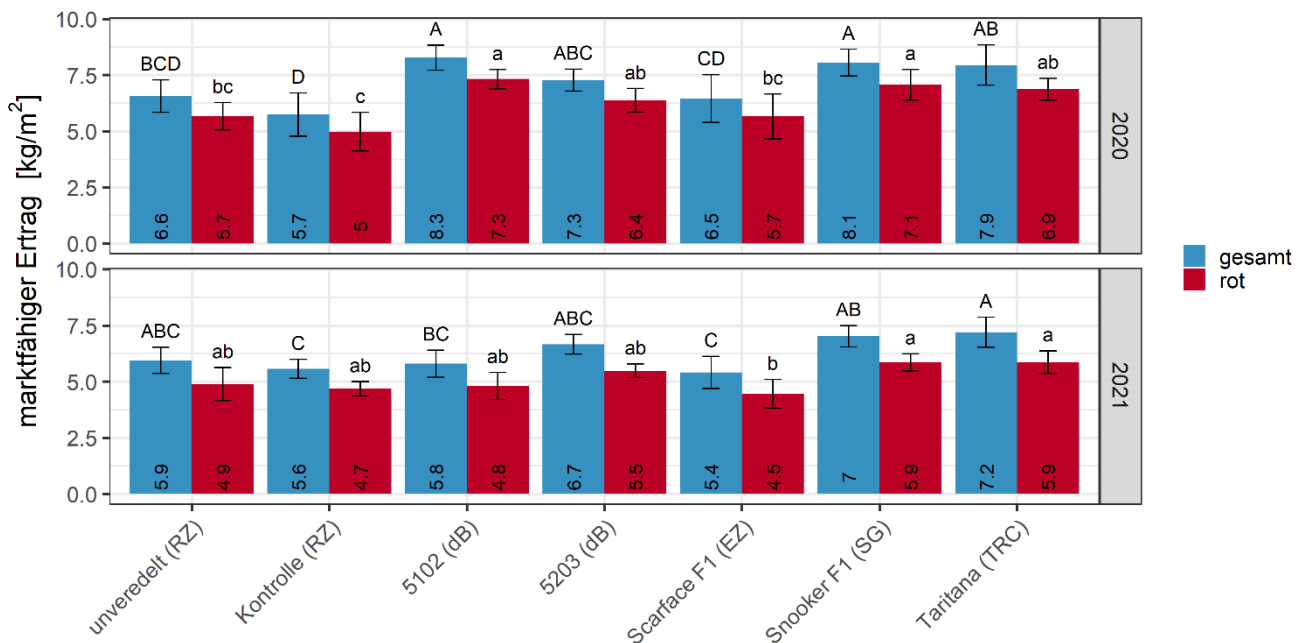 marktfähiger Ertrag [kg/m²]
10.0
7.5
5.0
2.5
0.0
BCD bc D c A a ABC ab CD bc A a AB ab
6.6 5.7 5.7 5 8.3 7.3 7.3 6.4 6.5 5.7 8.1 7.1 7.9 6.9
2020
10.0
7.5
5.0
2.5
0.0
ABC ab C ab BC ab ABC ab C b AB a A a
5.9 4.9 5.6 4.7 5.8 4.8 6.7 5.5 5.4 4.5 7 5.9 7.2 5.9
2021
unveredelt (RZ)
Kontrolle (RZ)
5102 (dB)
5203 (dB)
Scarface F1 (EZ)
Snooker F1 (SG)
Taritana (TRC)
gesamt
rot